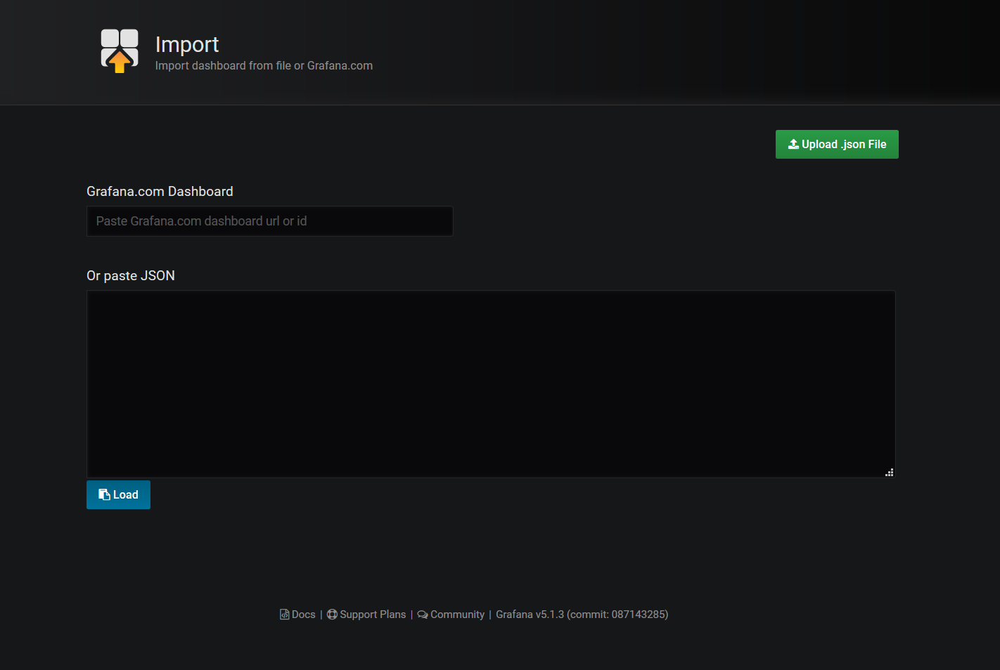 Import
Import dashboard from file or Grafana.com
Upload .json File
Grafana.com Dashboard
Paste Grafana.com dashboard url or id
Or paste JSON
Load
Docs | Support Plans | Community | Grafana v5.1.3 (commit: 087143285)